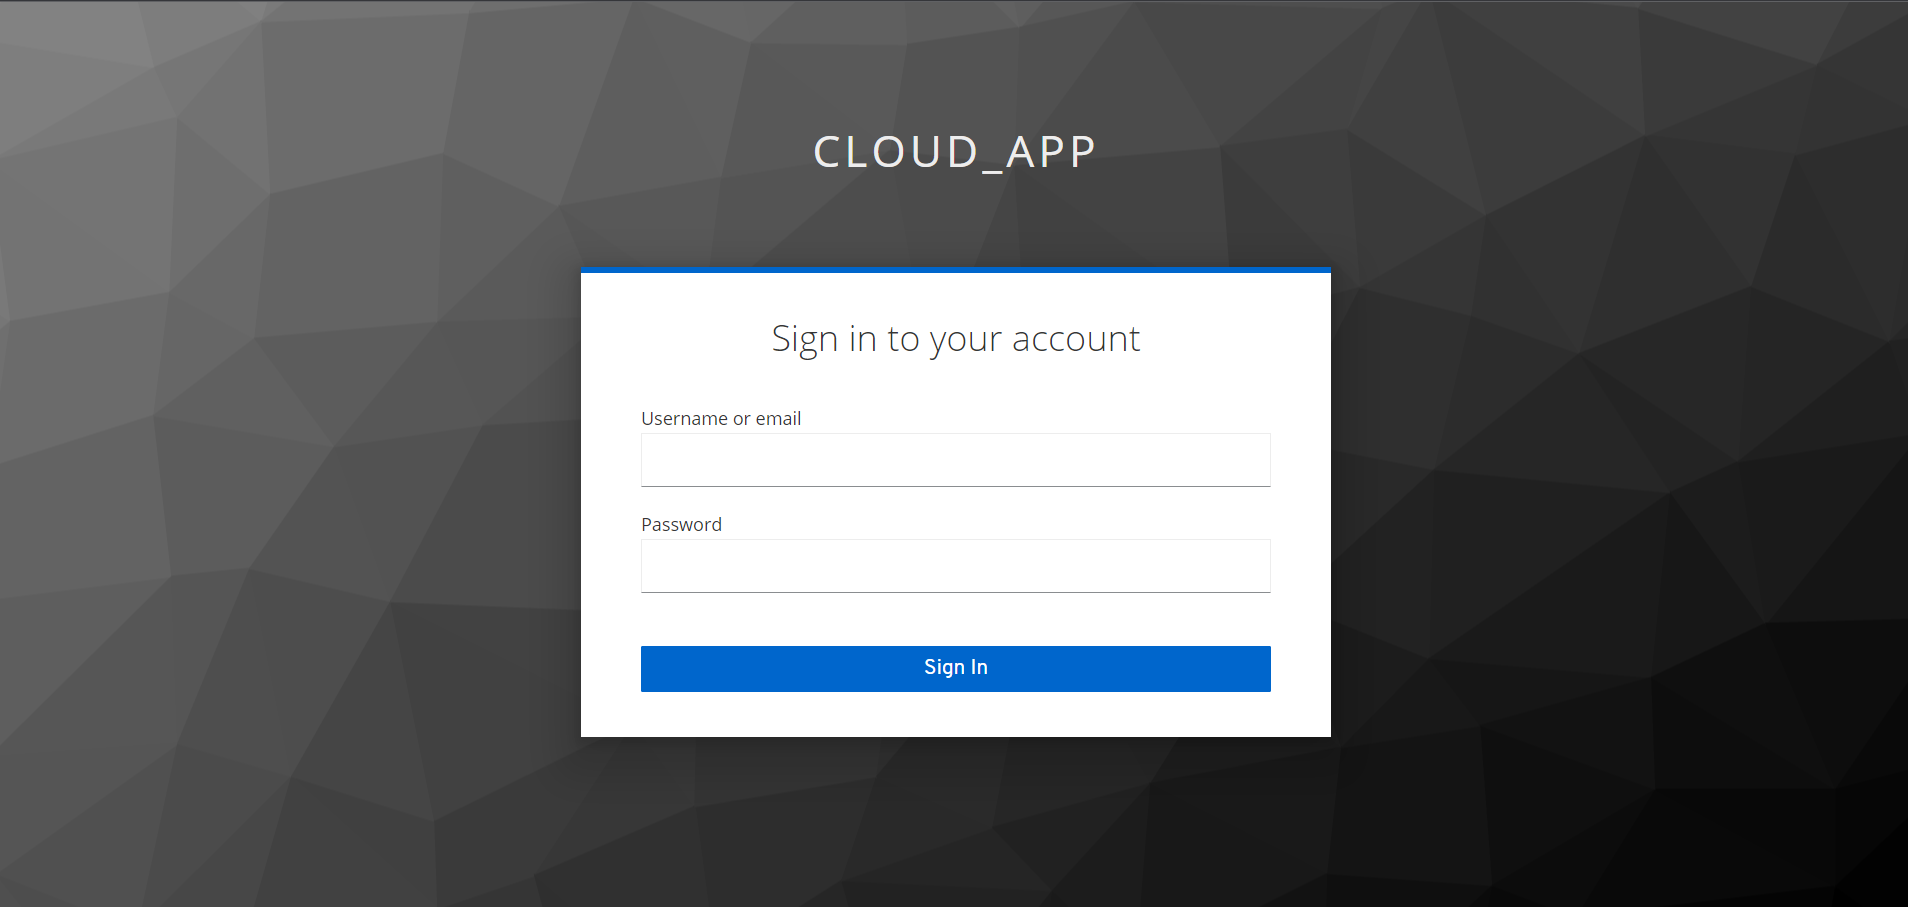 CLOUD_APP
Sign in to your account
Username or email
Password
Sign In